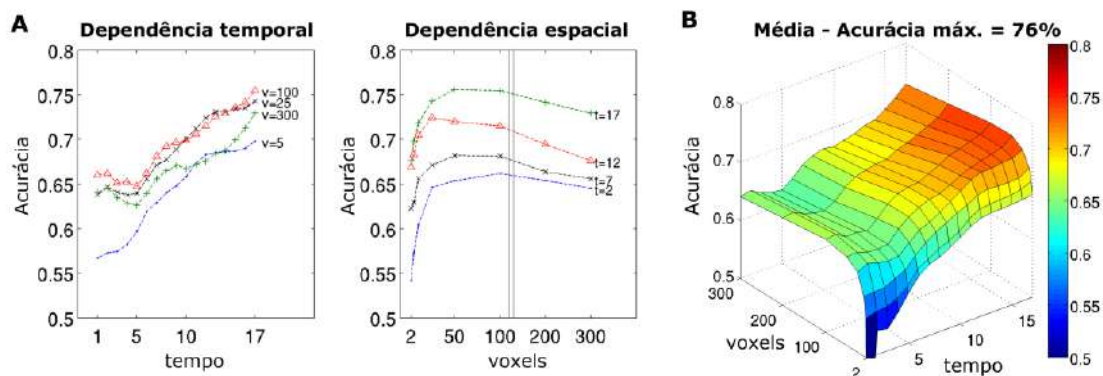 A
Dependência temporal
Acurácia
0.8
0.75
0.7
0.65
0.6
0.55
0.5
v=100
v=25
v=300
v=5
1 5 10 17
tempo
Dependência espacial
Acurácia
0.8
0.75
0.7
0.65
0.6
0.55
0.5
t=17
t=12
t=7
t=2
2 50 100 200 300
voxels
B
Média - Acurácia máx. = 76%
Acurácia
0.8
0.7
0.6
0.5
300
200
100
2
voxels
5
10
15
tempo
0.8
0.75
0.7
0.65
0.6
0.55
0.5